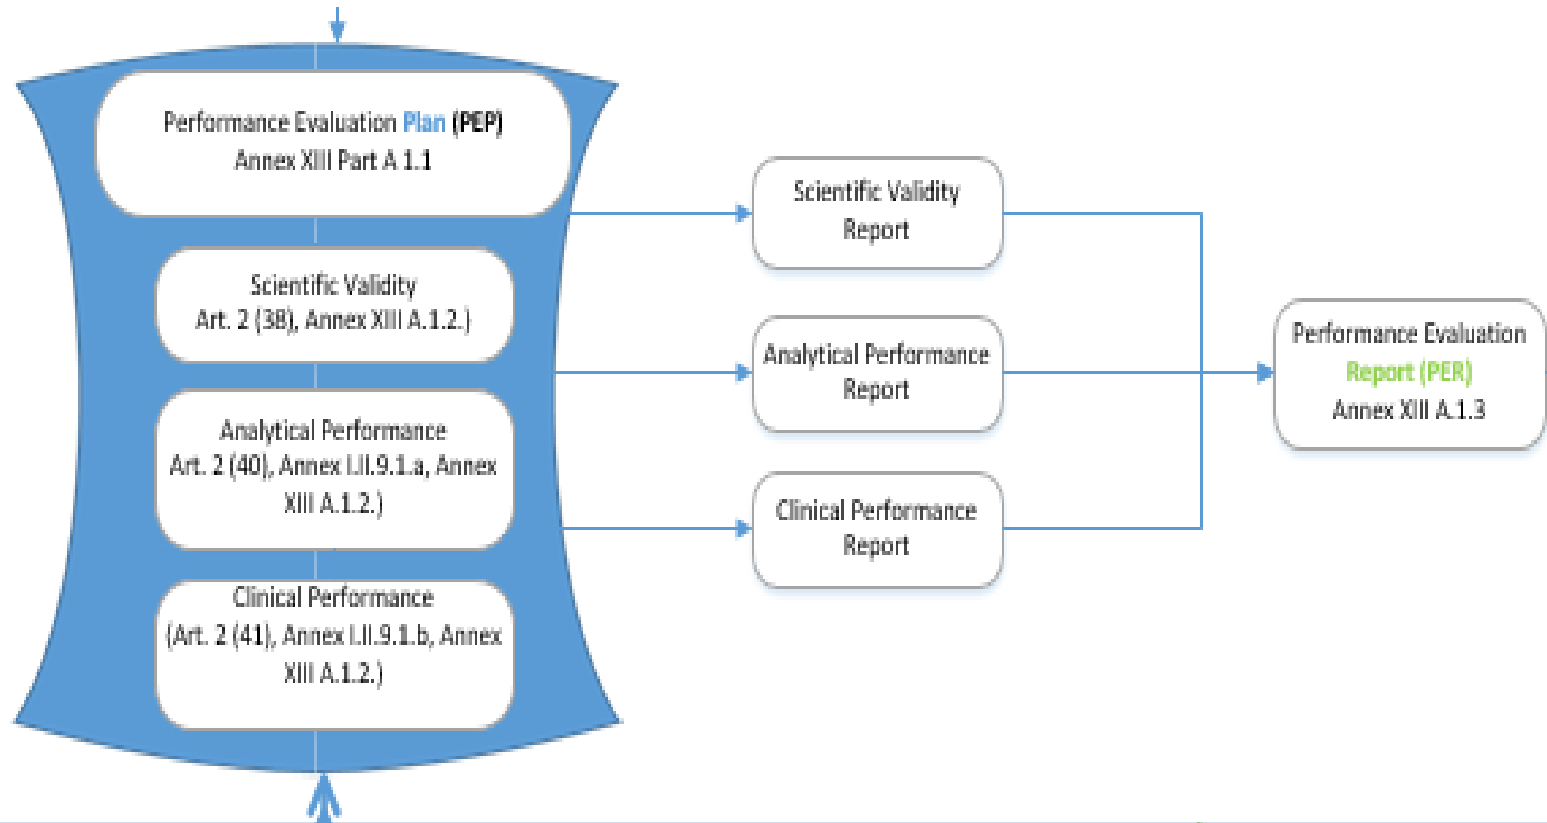 Performance Evaluation Plan (PEP)
Annex XIII Part A 1.1
Scientific Validity
Art. 2 (38), Annex XIII A.1.2.)
Analytical Performance
Art. 2 (40), Annex I.II.9.1.a, Annex
XIII A.1.2.)
Clinical Performance
(Art. 2 (41), Annex I.II.9.1.b, Annex
XIII A.1.2.)
Scientific Validity
Report
Analytical Performance
Report
Clinical Performance
Report
Performance Evaluation
Report (PER)
Annex XIII A.1.3